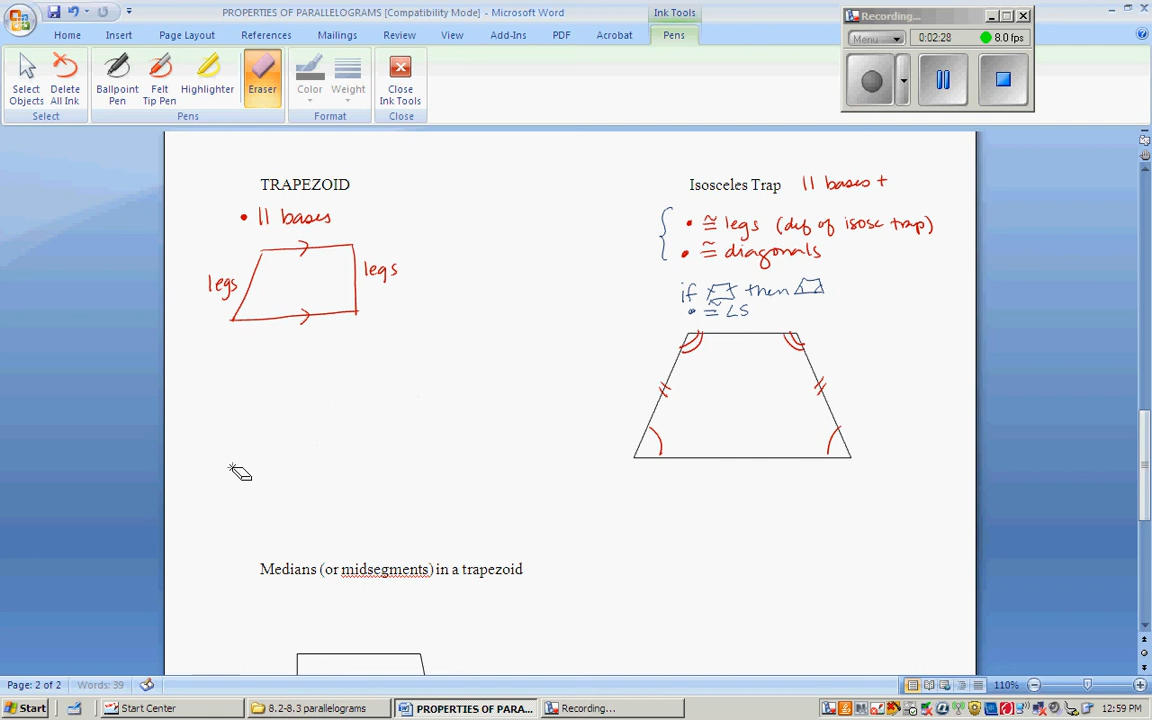 PROPERTIES OF PARALLELOGRAMS [Compatibility Mode] - Microsoft Word
Ink Tools
Home Insert Page Layout References Mailings Review View Add-Ins PDF Acrobat Pens
Recording...
Menu 0:02:28 8.0 fps
Select Objects
Delete All Ink
Ballpoint Pen
Felt Tip Pen
Highlighter
Eraser
Color
Weight
Close Ink Tools
Select Pens Format Close
TRAPEZOID
• || bases
legs
legs
Isosceles Trap || bases +
• ≅ legs (def of isosc trap)
• ≅ diagonals
if then
• ≅ ∠s
Medians (or midsegments) in a trapezoid
Page: 2 of 2 Words: 39 110%
Start Start Center 8.2-8.3 parallelograms PROPERTIES OF PARA... Recording... 12:59 PM